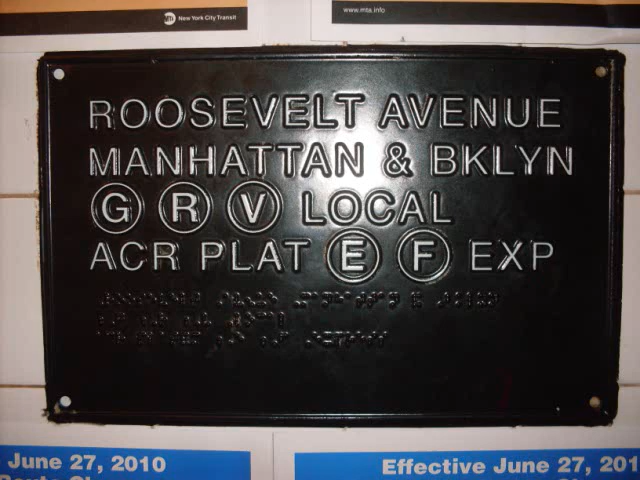 MTA New York City Transit
www.mta.info
ROOSEVELT AVENUE
MANHATTAN & BKLYN
G R V LOCAL
ACR PLAT E F EXP
June 27, 2010
Effective June 27, 201